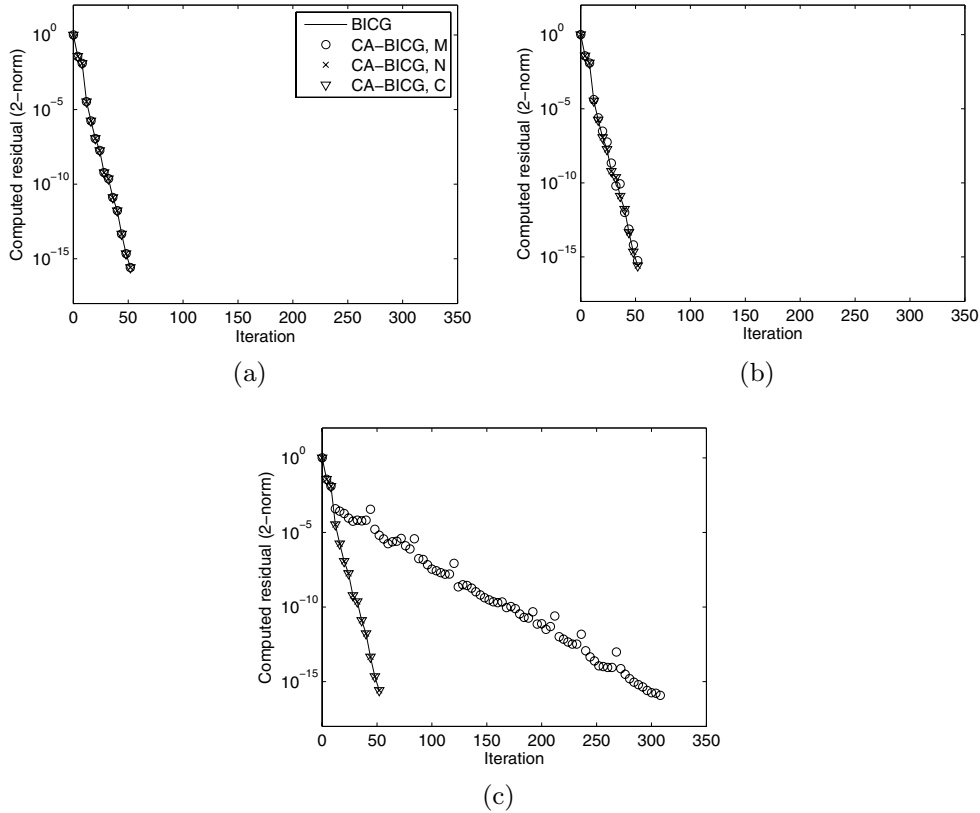 BICG
CA−BICG, M
CA−BICG, N
CA−BICG, C
Computed residual (2−norm)
10^0
10^−5
10^−10
10^−15
0 50 100 150 200 250 300 350
Iteration
(a)
Computed residual (2−norm)
10^0
10^−5
10^−10
10^−15
0 50 100 150 200 250 300 350
Iteration
(b)
Computed residual (2−norm)
10^0
10^−5
10^−10
10^−15
0 50 100 150 200 250 300 350
Iteration
(c)